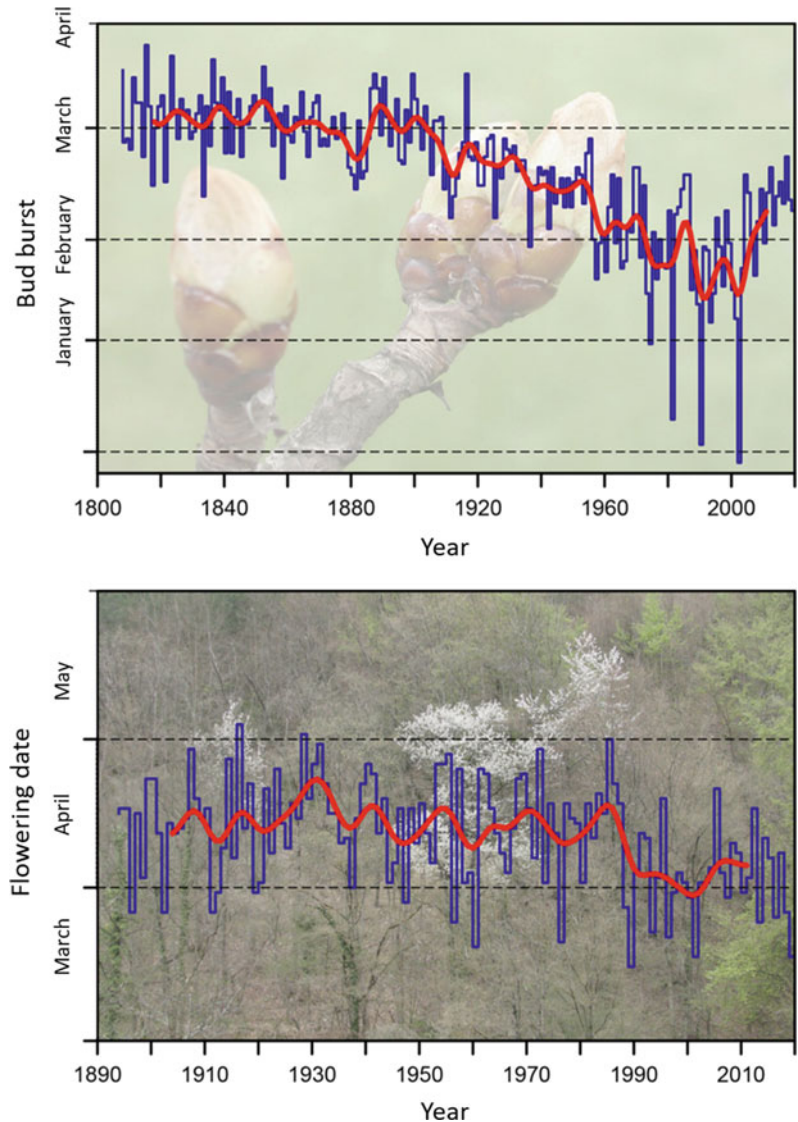 April
March
February
January
Bud burst
1800 1840 1880 1920 1960 2000
Year
May
April
March
Flowering date
1890 1910 1930 1950 1970 1990 2010
Year